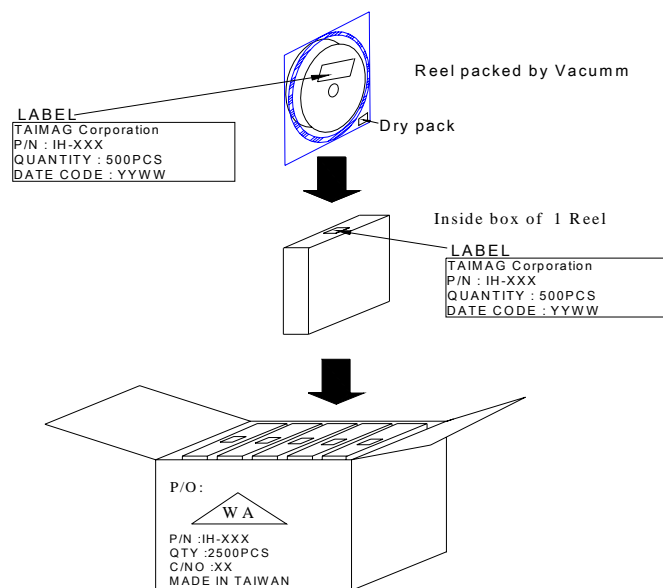 Reel packed by Vacumm
LABEL
TAIMAG Corporation
P/N : IH-XXX
QUANTITY : 500PCS
DATE CODE : YYWW
Dry pack
Inside box of 1 Reel
LABEL
TAIMAG Corporation
P/N : IH-XXX
QUANTITY : 500PCS
DATE CODE : YYWW
P/O:
WA
P/N :IH-XXX
QTY :2500PCS
C/NO :XX
MADE IN TAIWAN